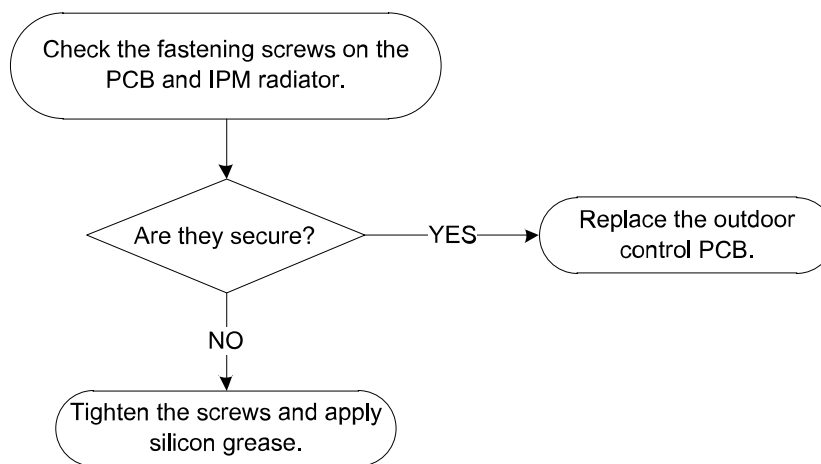 Check the fastening screws on the
PCB and IPM radiator.
Are they secure?
YES
Replace the outdoor
control PCB.
NO
Tighten the screws and apply
silicon grease.